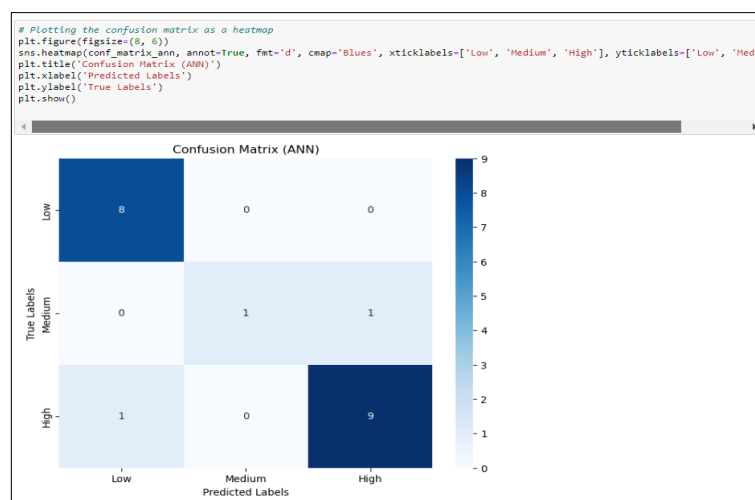 # Plotting the confusion matrix as a heatmap
plt.figure(figsize=(8, 6))
sns.heatmap(conf_matrix_ann, annot=True, fmt='d', cmap='Blues', xticklabels=['Low', 'Medium', 'High'], yticklabels=['Low', 'Med
plt.title('Confusion Matrix (ANN)')
plt.xlabel('Predicted Labels')
plt.ylabel('True Labels')
plt.show()
Confusion Matrix (ANN)
9
8
7
6
5
4
3
2
1
0
True Labels
Low
8 0 0
Medium
0 1 1
High
1 0 9
Low Medium High
Predicted Labels